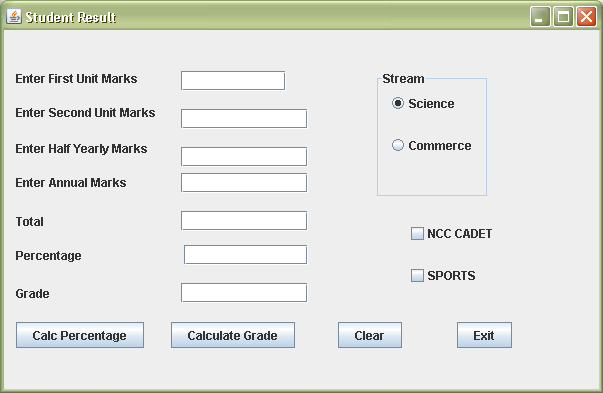 Student Result
Enter First Unit Marks
Enter Second Unit Marks
Enter Half Yearly Marks
Enter Annual Marks
Total
Percentage
Grade
Stream
Science
Commerce
NCC CADET
SPORTS
Calc Percentage
Calculate Grade
Clear
Exit